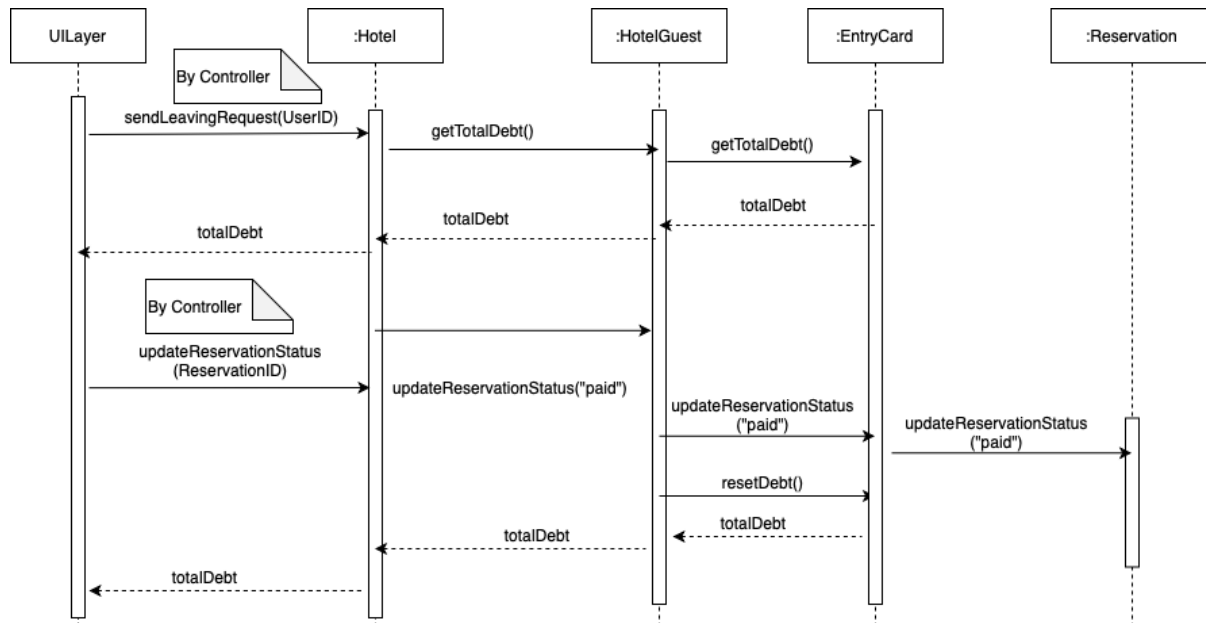 UILayer
:Hotel
:HotelGuest
:EntryCard
:Reservation
By Controller
sendLeavingRequest(UserID)
getTotalDebt()
getTotalDebt()
totalDebt
totalDebt
totalDebt
By Controller
updateReservationStatus
(ReservationID)
updateReservationStatus("paid")
updateReservationStatus
("paid")
updateReservationStatus
("paid")
resetDebt()
totalDebt
totalDebt
totalDebt